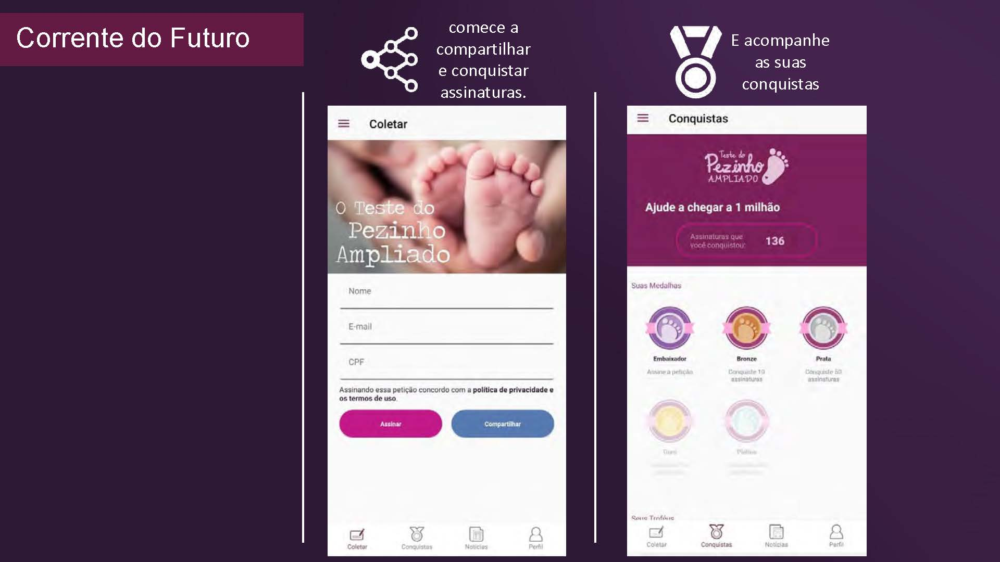 Corrente do Futuro
comece a
compartilhar
e conquistar
assinaturas.
E acompanhe
as suas
conquistas
Coletar
O Teste do
Pezinho
Ampliado
Nome
E-mail
CPF
Assinando essa petição concordo com a política de privacidade e
os termos de uso.
Assinar
Compartilhar
Coletar
Conquistas
Notícias
Perfil
Conquistas
Teste do
Pezinho
AMPLIADO
Ajude a chegar a 1 milhão
Assinaturas que
você conquistou:
136
Suas Medalhas
Embaixador
Bronze
Prata
Assine a petição
Conquiste 10
assinaturas
Conquiste 50
assinaturas
Ouro
Platina
Seus Troféus
Coletar
Conquistas
Notícias
Perfil